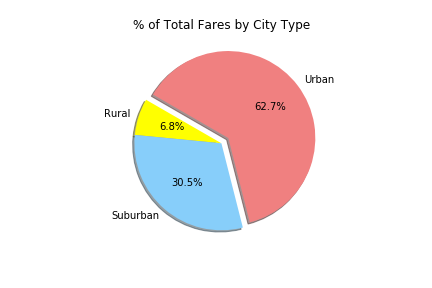 % of Total Fares by City Type
Urban
62.7%
Rural
6.8%
30.5%
Suburban